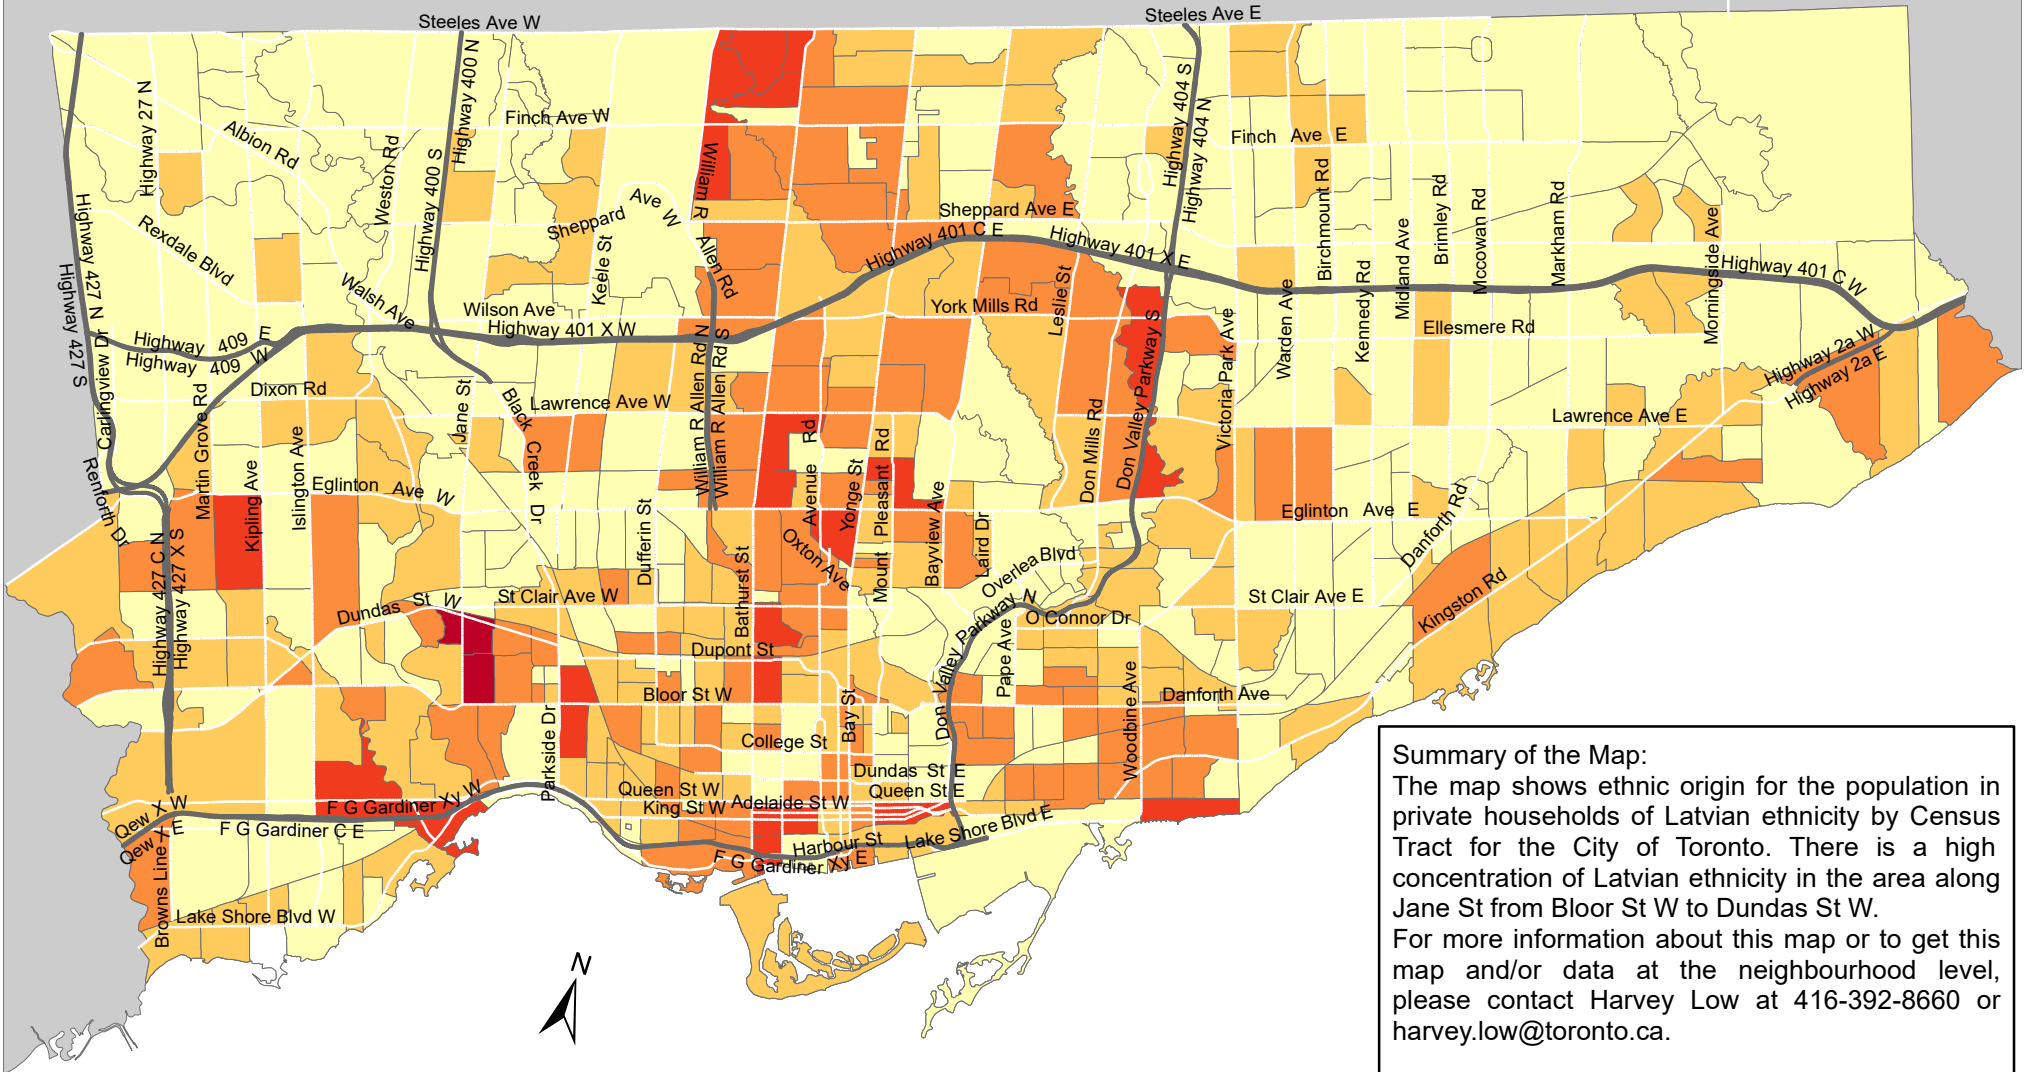 Steeles Ave W
Steeles Ave E
Highway 27 N
Albion Rd
Weston Rd
Highway 400 N
Highway 400 S
Finch Ave W
William R
Allen Rd
Highway 404 S
Highway 404 N
Finch Ave E
Birchmount Rd
Brimley Rd
Mccowan Rd
Markham Rd
Midland Ave
Kennedy Rd
Warden Ave
Morningside Ave
Highway 427 N
Highway 427 S
Rexdale Blvd
Walsh Ave
Sheppard Ave W
Keele St
Wilson Ave
Sheppard Ave E
Highway 401 C E
Highway 401 X E
Highway 401 C W
York Mills Rd
Leslie St
Ellesmere Rd
Highway 2a W
Highway 2a E
Highway 409 E
Highway 409 W
Highway 401 X W
Carlingview Dr
Martin Grove Rd
Dixon Rd
Jane St
Black Creek Dr
Lawrence Ave W
William R Allen Rd N
William R Allen Rd S
Avenue Rd
Yonge St
Mount Pleasant Rd
Bayview Ave
Don Mills Rd
Don Valley Parkway S
Victoria Park Ave
Lawrence Ave E
Renforth Dr
Kipling Ave
Islington Ave
Eglinton Ave W
Dufferin St
Bathurst St
Oxton Ave
Laird Dr
Overlea Blvd
Eglinton Ave E
Danforth Rd
Kingston Rd
Highway 427 C N
Highway 427 X S
Dundas St W
St Clair Ave W
Don Valley Parkway N
O Connor Dr
St Clair Ave E
Pape Ave
Dupont St
Bloor St W
Bay St
Woodbine Ave
Danforth Ave
Parkside Dr
College St
Dundas St E
Queen St E
Queen St W
King St W
Adelaide St W
F G Gardiner Xy W
Qew X W
Qew X E
F G Gardiner C E
Harbour St
Lake Shore Blvd E
F G Gardiner Xy E
Browns Line
Lake Shore Blvd W
N
Summary of the Map:
The map shows ethnic origin for the population in
private households of Latvian ethnicity by Census
Tract for the City of Toronto. There is a high
concentration of Latvian ethnicity in the area along
Jane St from Bloor St W to Dundas St W.
For more information about this map or to get this
map and/or data at the neighbourhood level,
please contact Harvey Low at 416-392-8660 or
harvey.low@toronto.ca.